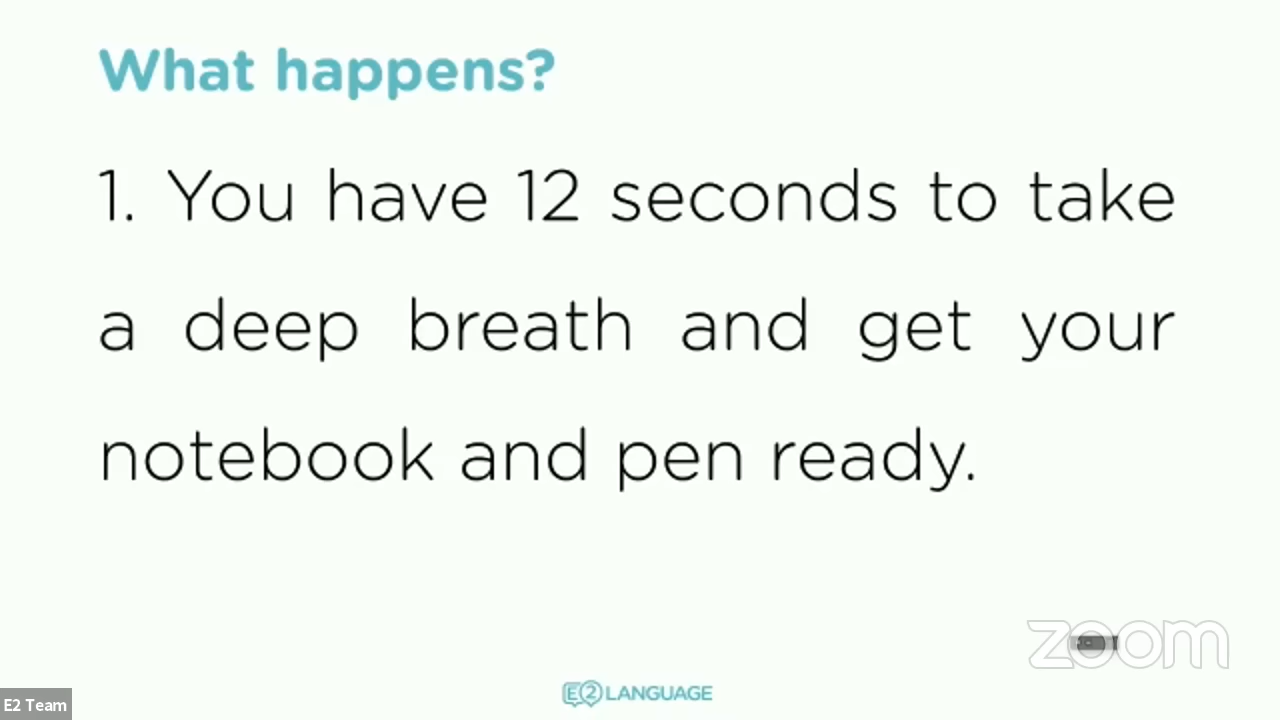 What happens?
1. You have 12 seconds to take
a deep breath and get your
notebook and pen ready.
zoom
E2 LANGUAGE
E2 Team